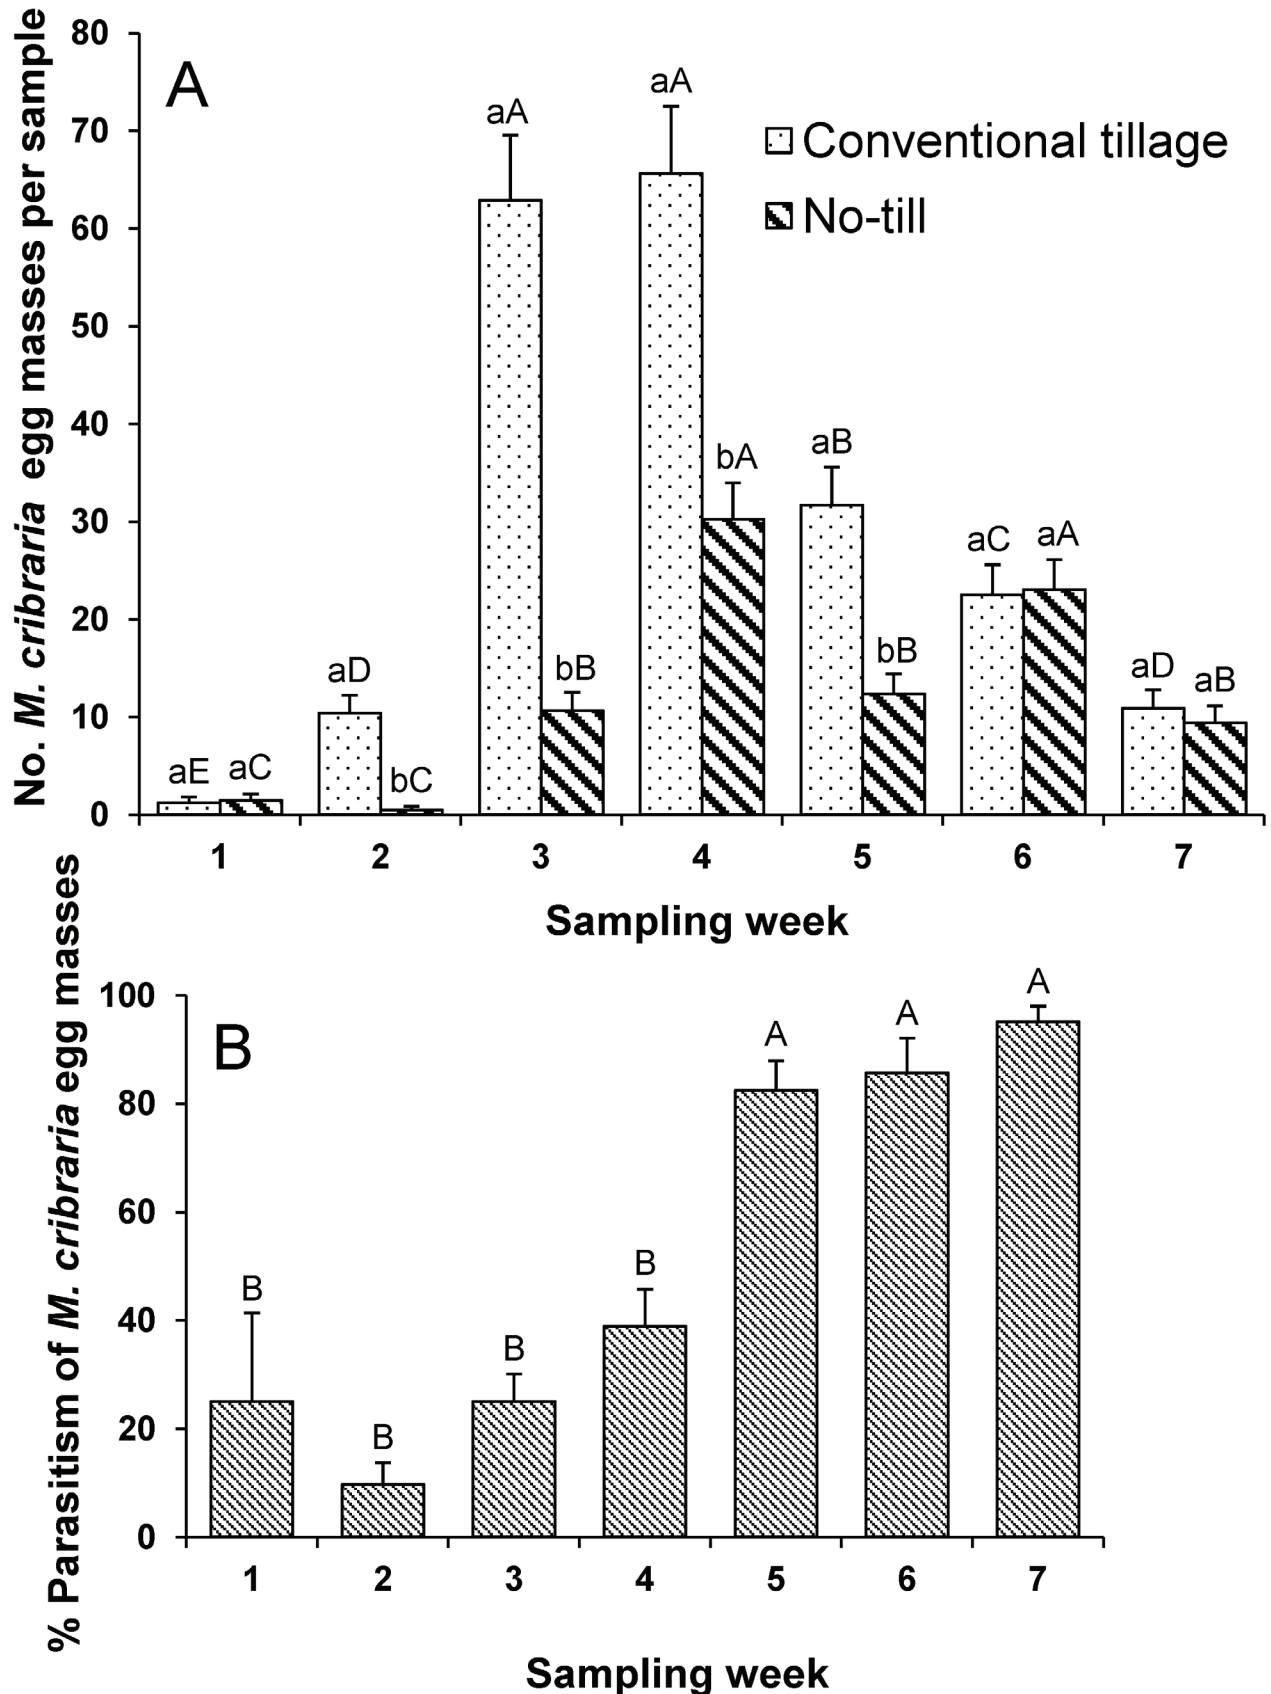 No. M. cribraria egg masses per sample
A
Conventional tillage
No-till
80
70
60
50
40
30
20
10
0
aE aC aD bC aA bB aA bA aB bB aC aA aD aB
1 2 3 4 5 6 7
Sampling week
% Parasitism of M. cribraria egg masses
B
100
80
60
40
20
0
B B B B A A A
1 2 3 4 5 6 7
Sampling week